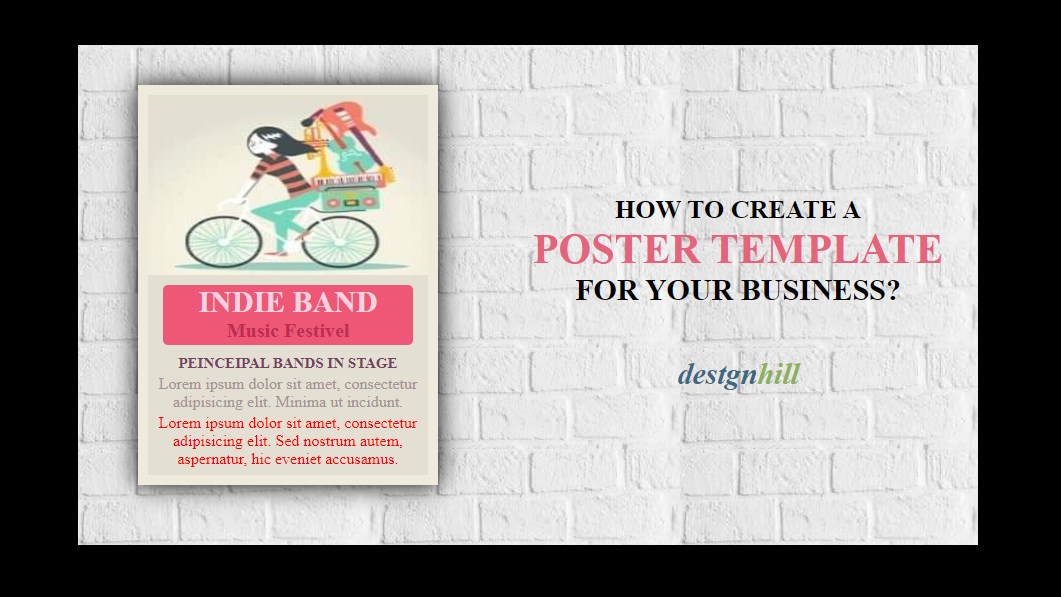 INDIE BAND
Music Festivel
PEINCEIPAL BANDS IN STAGE
Lorem ipsum dolor sit amet, consectetur
adipisicing elit. Minima ut incidunt.
Lorem ipsum dolor sit amet, consectetur
adipisicing elit. Sed nostrum autem,
aspernatur, hic eveniet accusamus.
HOW TO CREATE A
POSTER TEMPLATE
FOR YOUR BUSINESS?
destgnhill